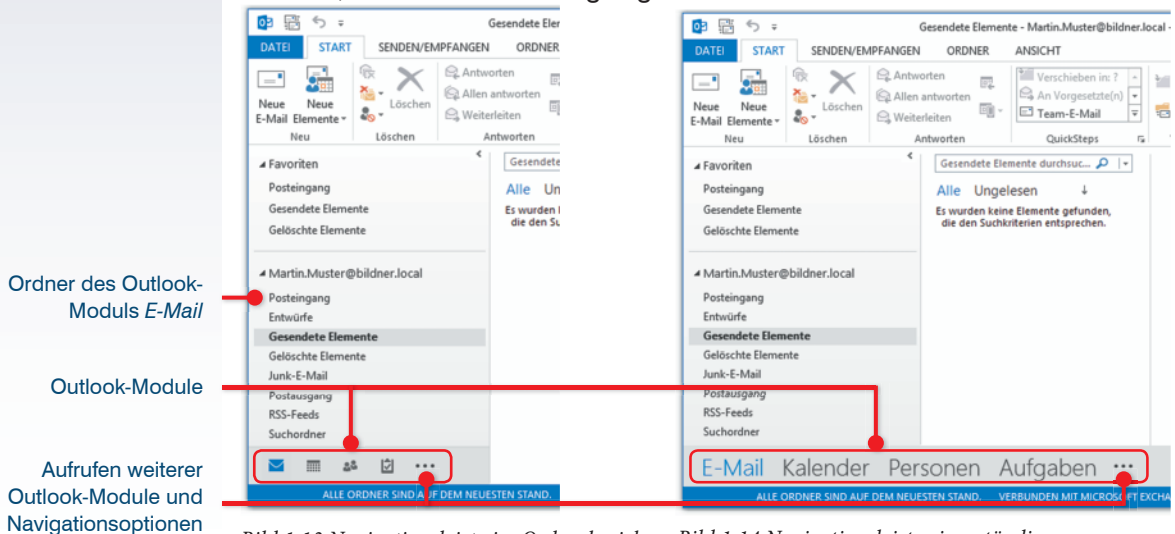 Gesendete
DATEI START SENDEN/EMPFANGEN ORDNER
Neue E-Mail
Neue Elemente
Löschen
Antworten
Allen antworten
Weiterleiten
Neu Löschen Antworten
Favoriten
Posteingang
Gesendete Elemente
Gelöschte Elemente
Martin.Muster@bildner.local
Posteingang
Entwürfe
Gesendete Elemente
Gelöschte Elemente
Junk-E-Mail
Postausgang
RSS-Feeds
Suchordner
ALLE ORDNER SIND AUF DEM NEUESTEN STAND.
Gesendete
Alle
Es wurden
die den
Gesendete Elemente - Martin.Muster@bildner.local -
DATEI START SENDEN/EMPFANGEN ORDNER ANSICHT
Neue E-Mail
Neue Elemente
Löschen
Antworten
Allen antworten
Weiterleiten
Verschieben in: ?
An Vorgesetzte(n)
Team-E-Mail
Neu Löschen Antworten QuickSteps
Favoriten
Posteingang
Gesendete Elemente
Gelöschte Elemente
Martin.Muster@bildner.local
Posteingang
Entwürfe
Gesendete Elemente
Gelöschte Elemente
Junk-E-Mail
Postausgang
RSS-Feeds
Suchordner
Gesendete Elemente durchsuc...
Alle Ungelesen ↓
Es wurden keine Elemente gefunden,
die den Suchkriterien entsprechen.
E-Mail Kalender Personen Aufgaben •••
ALLE ORDNER SIND AUF DEM NEUESTEN STAND. VERBUNDEN MIT MICROSOFT EXCHA
Ordner des Outlook-
Moduls E-Mail
Outlook-Module
Aufrufen weiterer
Outlook-Module und
Navigationsoptionen